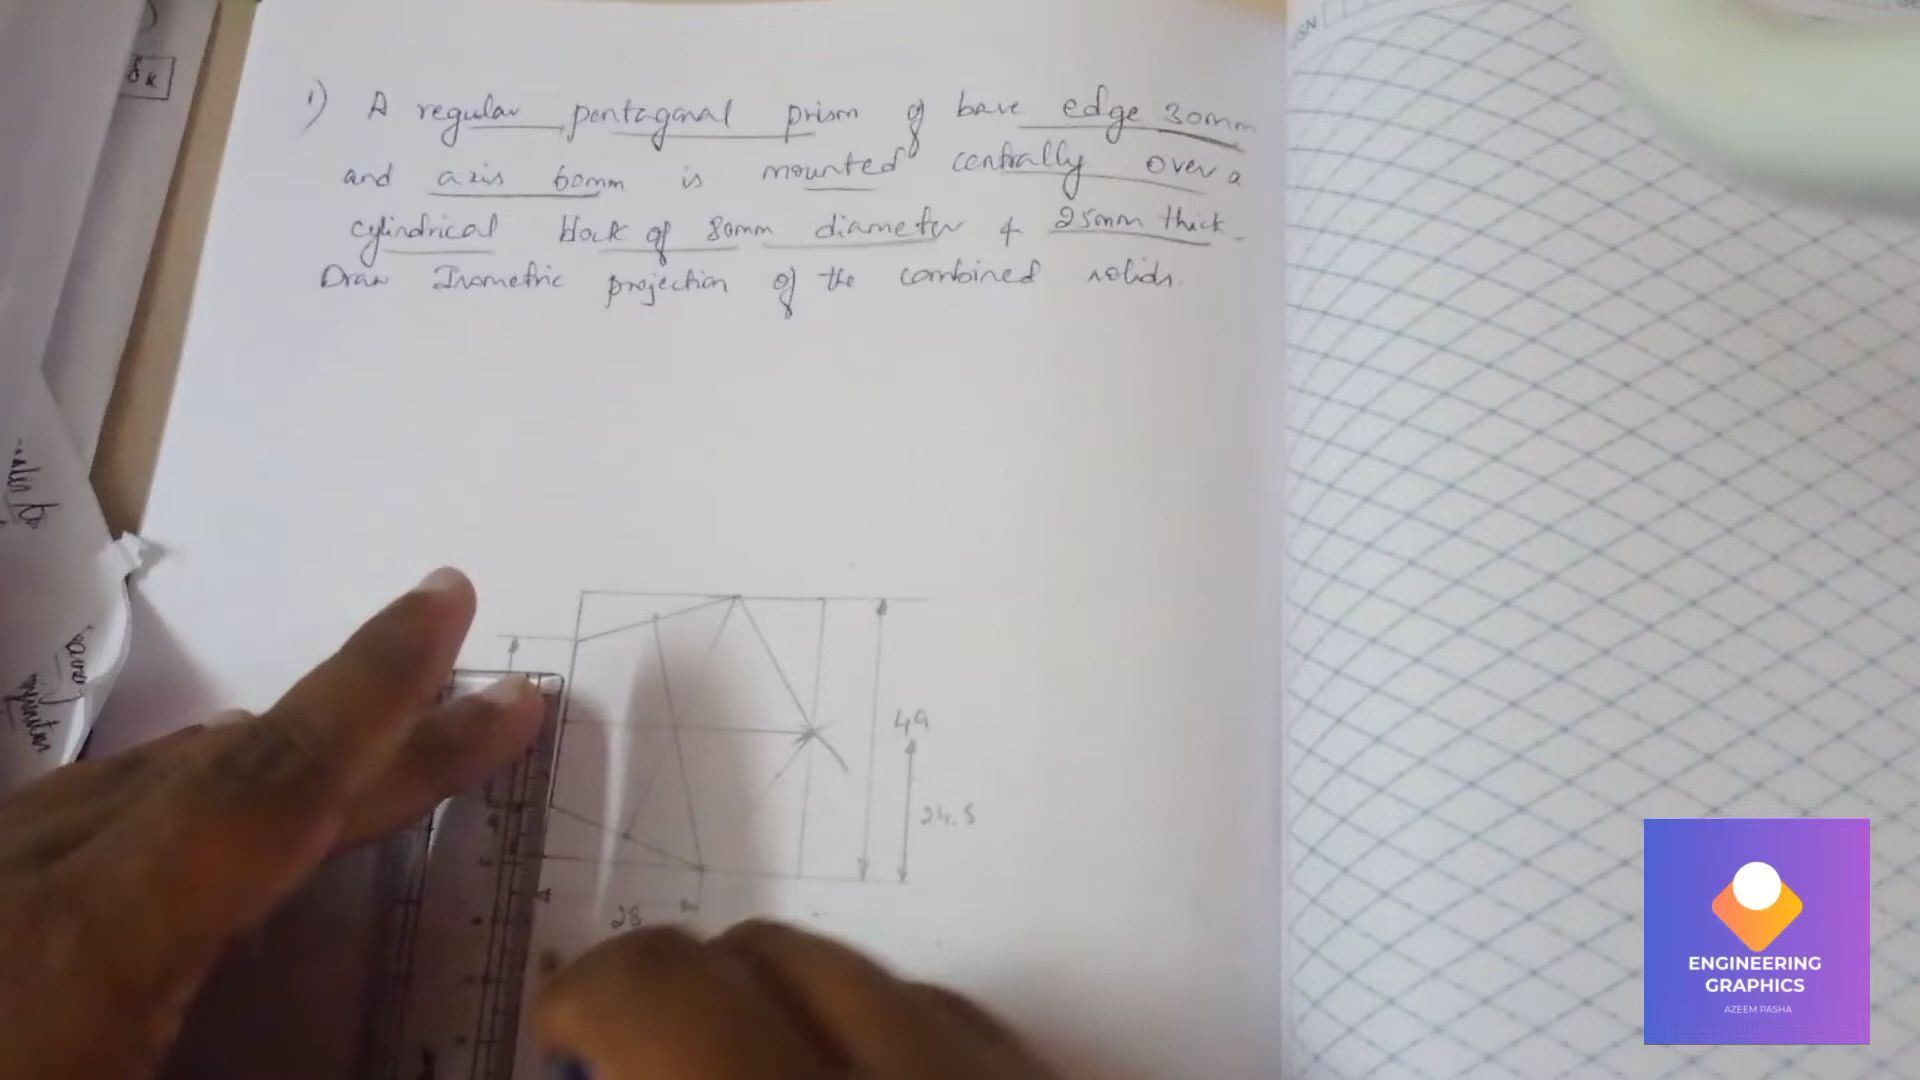 1) A regular pentagonal prism of base edge 30mm
and axis 60mm is mounted centrally over a
cylindrical block of 80mm diameter & 25mm thick.
Draw Isometric projection of the combined solids.
49
24.5
28
ENGINEERING
GRAPHICS
AZEEM PASHA